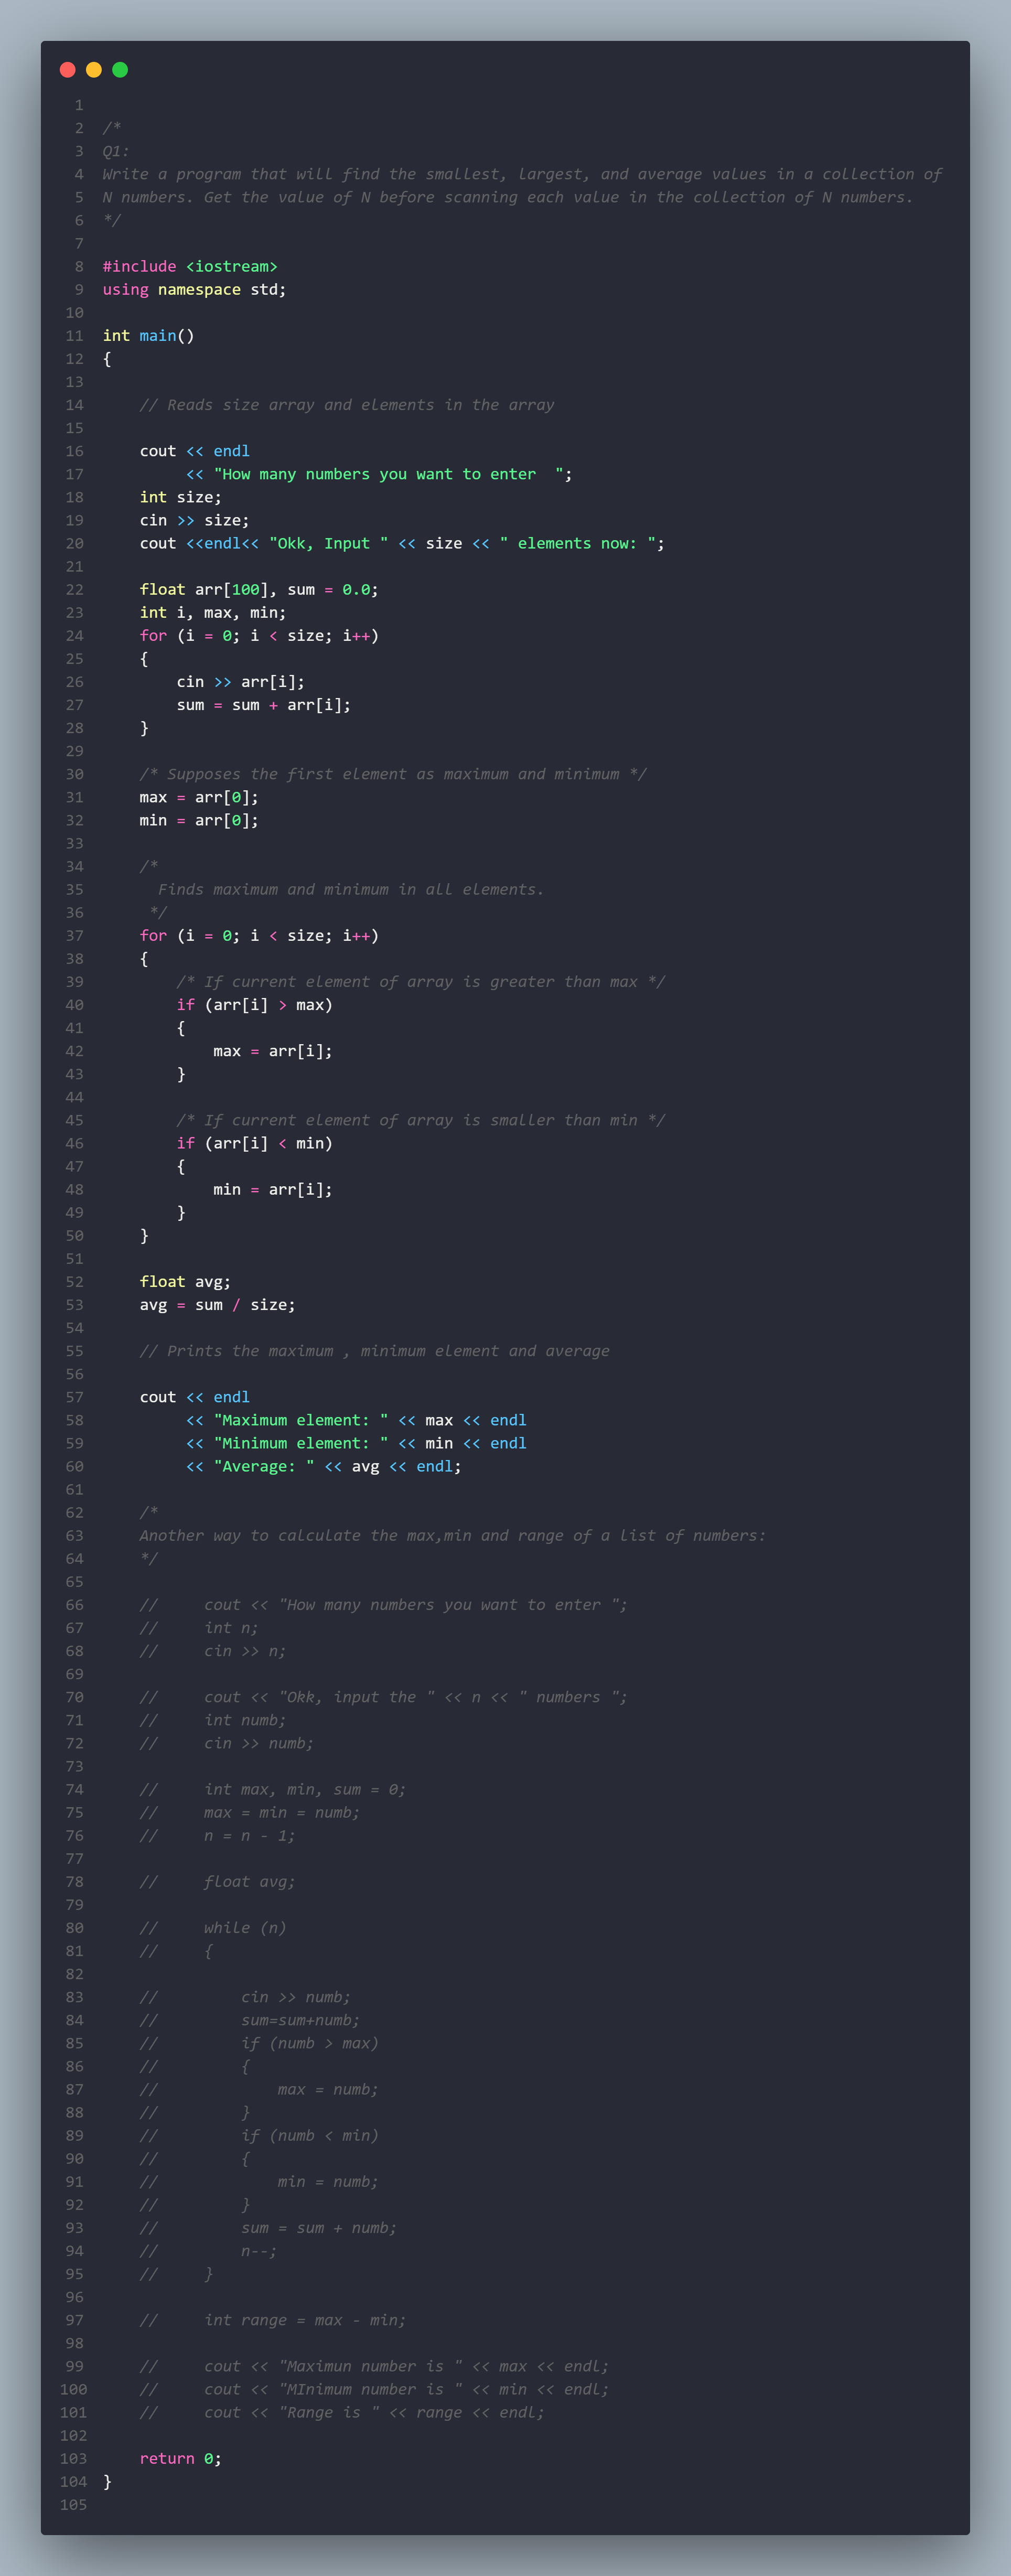 1
2 /*
3 Q1:
4 Write a program that will find the smallest, largest, and average values in a collection of
5 N numbers. Get the value of N before scanning each value in the collection of N numbers.
6 */
7
8 #include <iostream>
9 using namespace std;
10
11 int main()
12 {
13
14     // Reads size array and elements in the array
15
16     cout << endl
17          << "How many numbers you want to enter  ";
18     int size;
19     cin >> size;
20     cout <<endl<< "Okk, Input " << size << " elements now: ";
21
22     float arr[100], sum = 0.0;
23     int i, max, min;
24     for (i = 0; i < size; i++)
25     {
26         cin >> arr[i];
27         sum = sum + arr[i];
28     }
29
30     /* Supposes the first element as maximum and minimum */
31     max = arr[0];
32     min = arr[0];
33
34     /*
35       Finds maximum and minimum in all elements.
36      */
37     for (i = 0; i < size; i++)
38     {
39         /* If current element of array is greater than max */
40         if (arr[i] > max)
41         {
42             max = arr[i];
43         }
44
45         /* If current element of array is smaller than min */
46         if (arr[i] < min)
47         {
48             min = arr[i];
49         }
50     }
51
52     float avg;
53     avg = sum / size;
54
55     // Prints the maximum , minimum element and average
56
57     cout << endl
58          << "Maximum element: " << max << endl
59          << "Minimum element: " << min << endl
60          << "Average: " << avg << endl;
61
62     /*
63     Another way to calculate the max,min and range of a list of numbers:
64     */
65
66     //     cout << "How many numbers you want to enter ";
67     //     int n;
68     //     cin >> n;
69
70     //     cout << "Okk, input the " << n << " numbers ";
71     //     int numb;
72     //     cin >> numb;
73
74     //     int max, min, sum = 0;
75     //     max = min = numb;
76     //     n = n - 1;
77
78     //     float avg;
79
80     //     while (n)
81     //     {
82
83     //         cin >> numb;
84     //         sum=sum+numb;
85     //         if (numb > max)
86     //         {
87     //             max = numb;
88     //         }
89     //         if (numb < min)
90     //         {
91     //             min = numb;
92     //         }
93     //         sum = sum + numb;
94     //         n--;
95     //     }
96
97     //     int range = max - min;
98
99     //     cout << "Maximun number is " << max << endl;
100     //     cout << "MInimum number is " << min << endl;
101     //     cout << "Range is " << range << endl;
102
103     return 0;
104 }
105